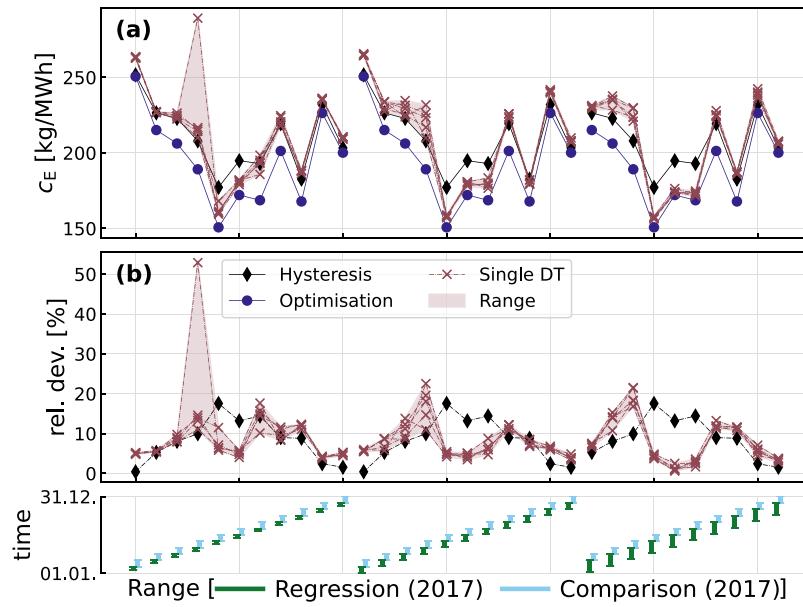 (a)
250
200
150
c_E [kg/MWh]
(b)
Hysteresis
Optimisation
Single DT
Range
50
40
30
20
10
0
rel. dev. [%]
31.12.
01.01.
time
Range [ Regression (2017) Comparison (2017)]